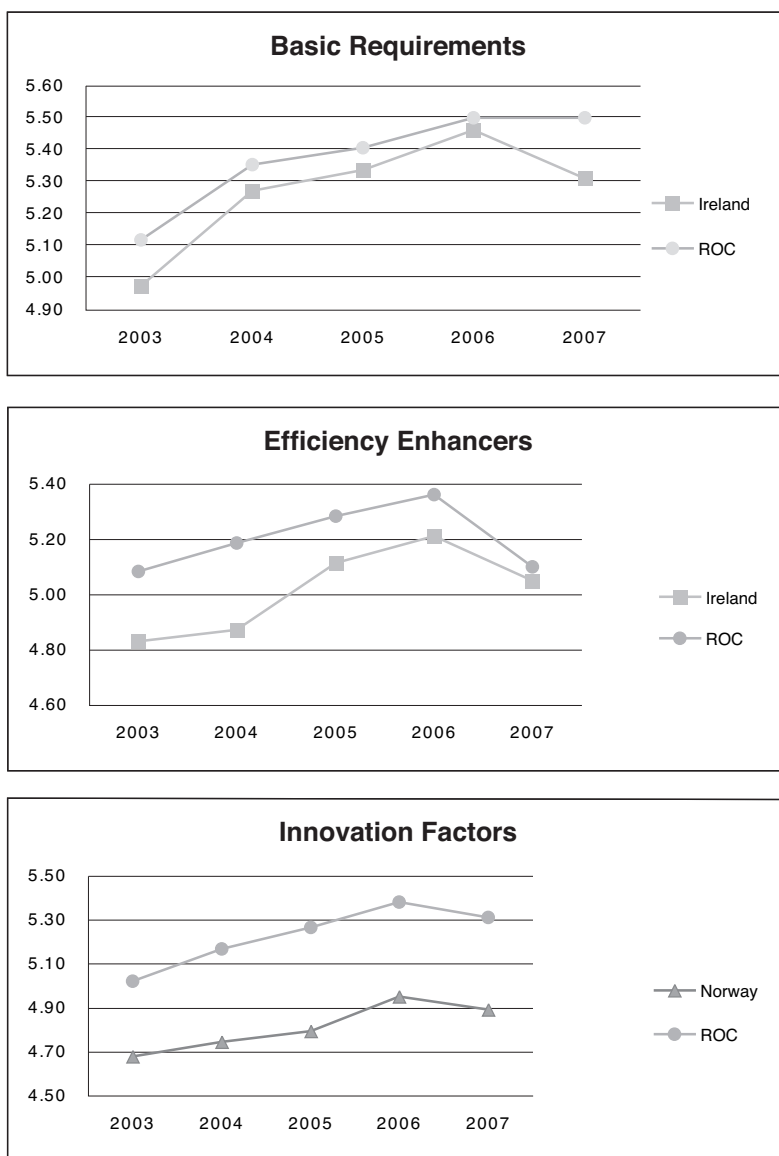 Basic Requirements
5.60
5.50
5.40
5.30
5.20
5.10
5.00
4.90
2003 2004 2005 2006 2007
Ireland
ROC
Efficiency Enhancers
5.40
5.20
5.00
4.80
4.60
2003 2004 2005 2006 2007
Ireland
ROC
Innovation Factors
5.50
5.30
5.10
4.90
4.70
4.50
2003 2004 2005 2006 2007
Norway
ROC